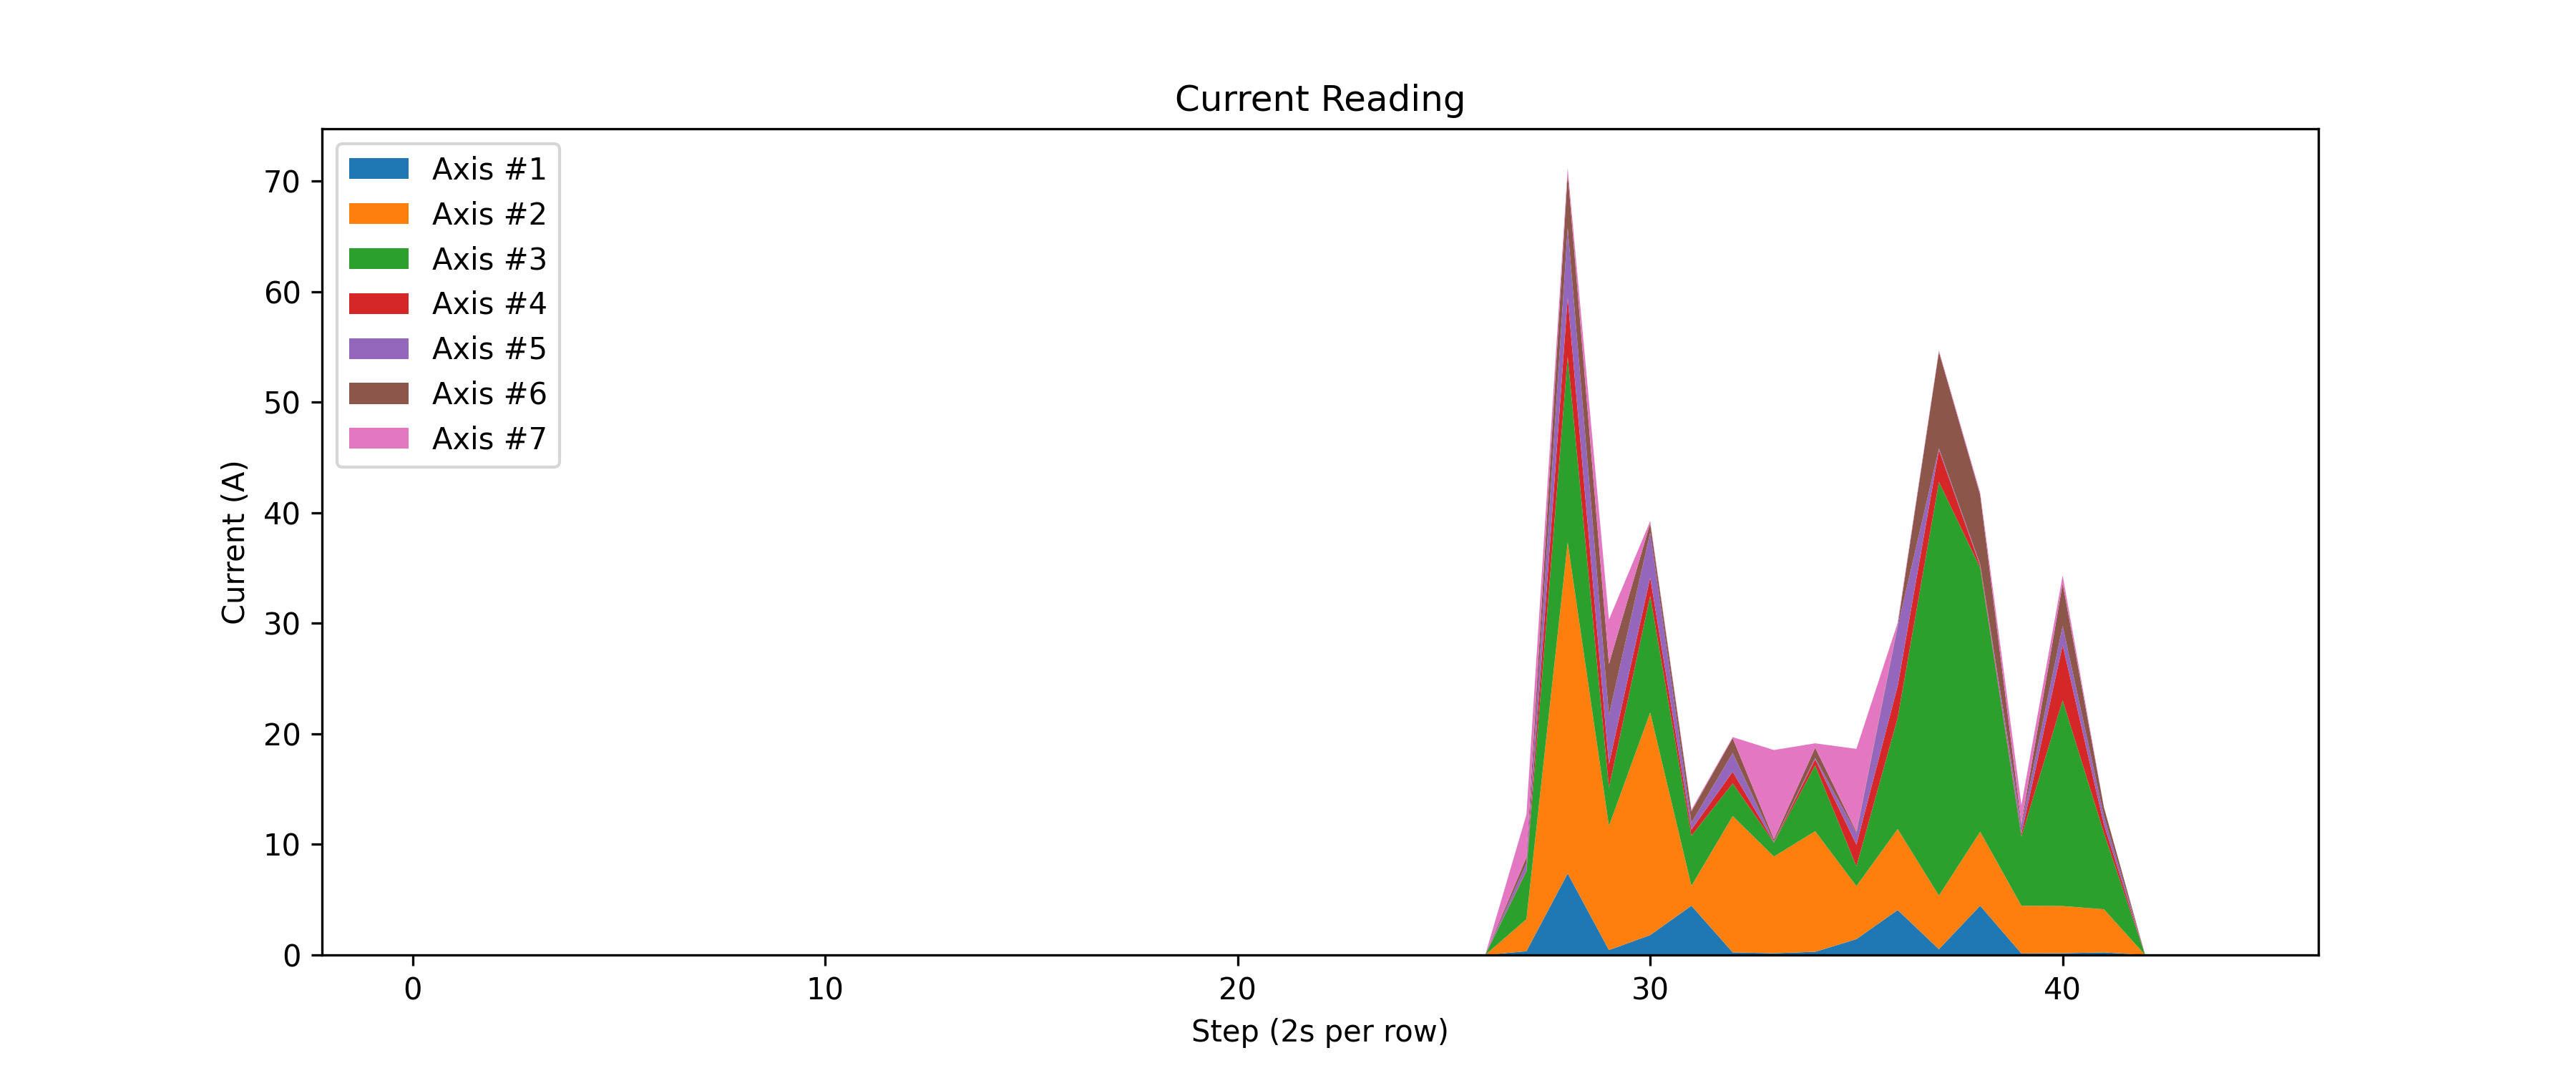 Current Reading
Axis #1
Axis #2
Axis #3
Axis #4
Axis #5
Axis #6
Axis #7
70
60
50
40
30
20
10
0
Current (A)
0 10 20 30 40
Step (2s per row)